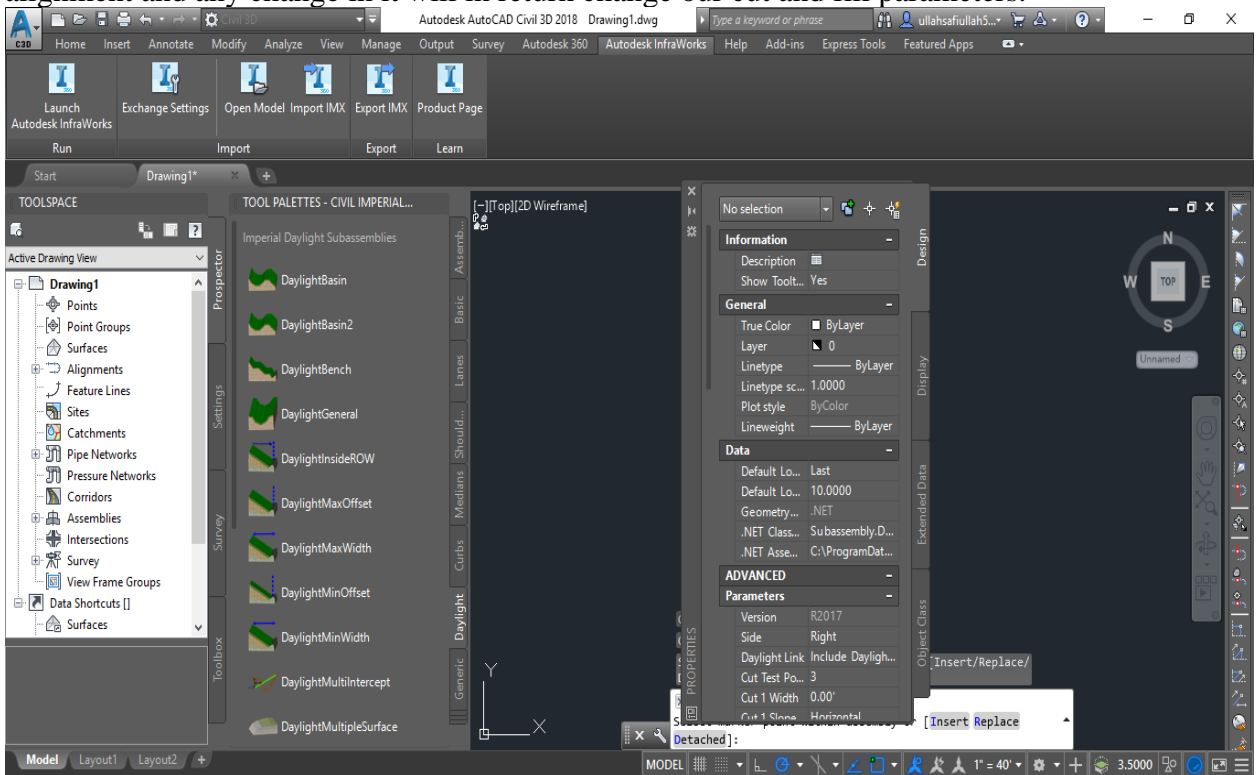 alignment and any change in it will in return change our cut and fill parameters.
Civil 3D
Autodesk AutoCAD Civil 3D 2018 Drawing1.dwg
Type a keyword or phrase
ullahsafiullah5...
C3D Home Insert Annotate Modify Analyze View Manage Output Survey Autodesk 360 Autodesk InfraWorks Help Add-ins Express Tools Featured Apps
Launch Autodesk InfraWorks
Exchange Settings
Open Model Import IMX Export IMX Product Page
Run Import Export Learn
Start Drawing1*
TOOLSPACE
Active Drawing View
Drawing1
Points
Point Groups
Surfaces
Alignments
Feature Lines
Sites
Catchments
Pipe Networks
Pressure Networks
Corridors
Assemblies
Intersections
Survey
View Frame Groups
Data Shortcuts []
Surfaces
Prospector
Settings
Survey
Toolbox
TOOL PALETTES - CIVIL IMPERIAL...
Imperial Daylight Subassemblies
DaylightBasin
DaylightBasin2
DaylightBench
DaylightGeneral
DaylightInsideROW
DaylightMaxOffset
DaylightMaxWidth
DaylightMinOffset
DaylightMinWidth
DaylightMultiIntercept
DaylightMultipleSurface
Assemb...
Basic
Lanes
Should...
Medians
Curbs
Daylight
Generic
[−][Top][2D Wireframe]
No selection
Information
Description
Show Toolt... Yes
General
True Color ByLayer
Layer 0
Linetype ByLayer
Linetype sc... 1.0000
Plot style ByColor
Lineweight ByLayer
Data
Default Lo... Last
Default Lo... 10.0000
Geometry... .NET
.NET Class... Subassembly.D...
.NET Asse... C:\ProgramDat...
ADVANCED
Parameters
Version R2017
Side Right
Daylight Link Include Dayligh...
Cut Test Po... 3
Cut 1 Width 0.00'
Cut 1 Slope Horizontal
PROPERTIES
Design
Display
Extended Data
Object Class
N
W TOP E
S
Unnamed
Y
X
[Insert/Replace/
[Insert Replace
Detached]:
Model Layout1 Layout2 +
MODEL
1" = 40'
3.5000